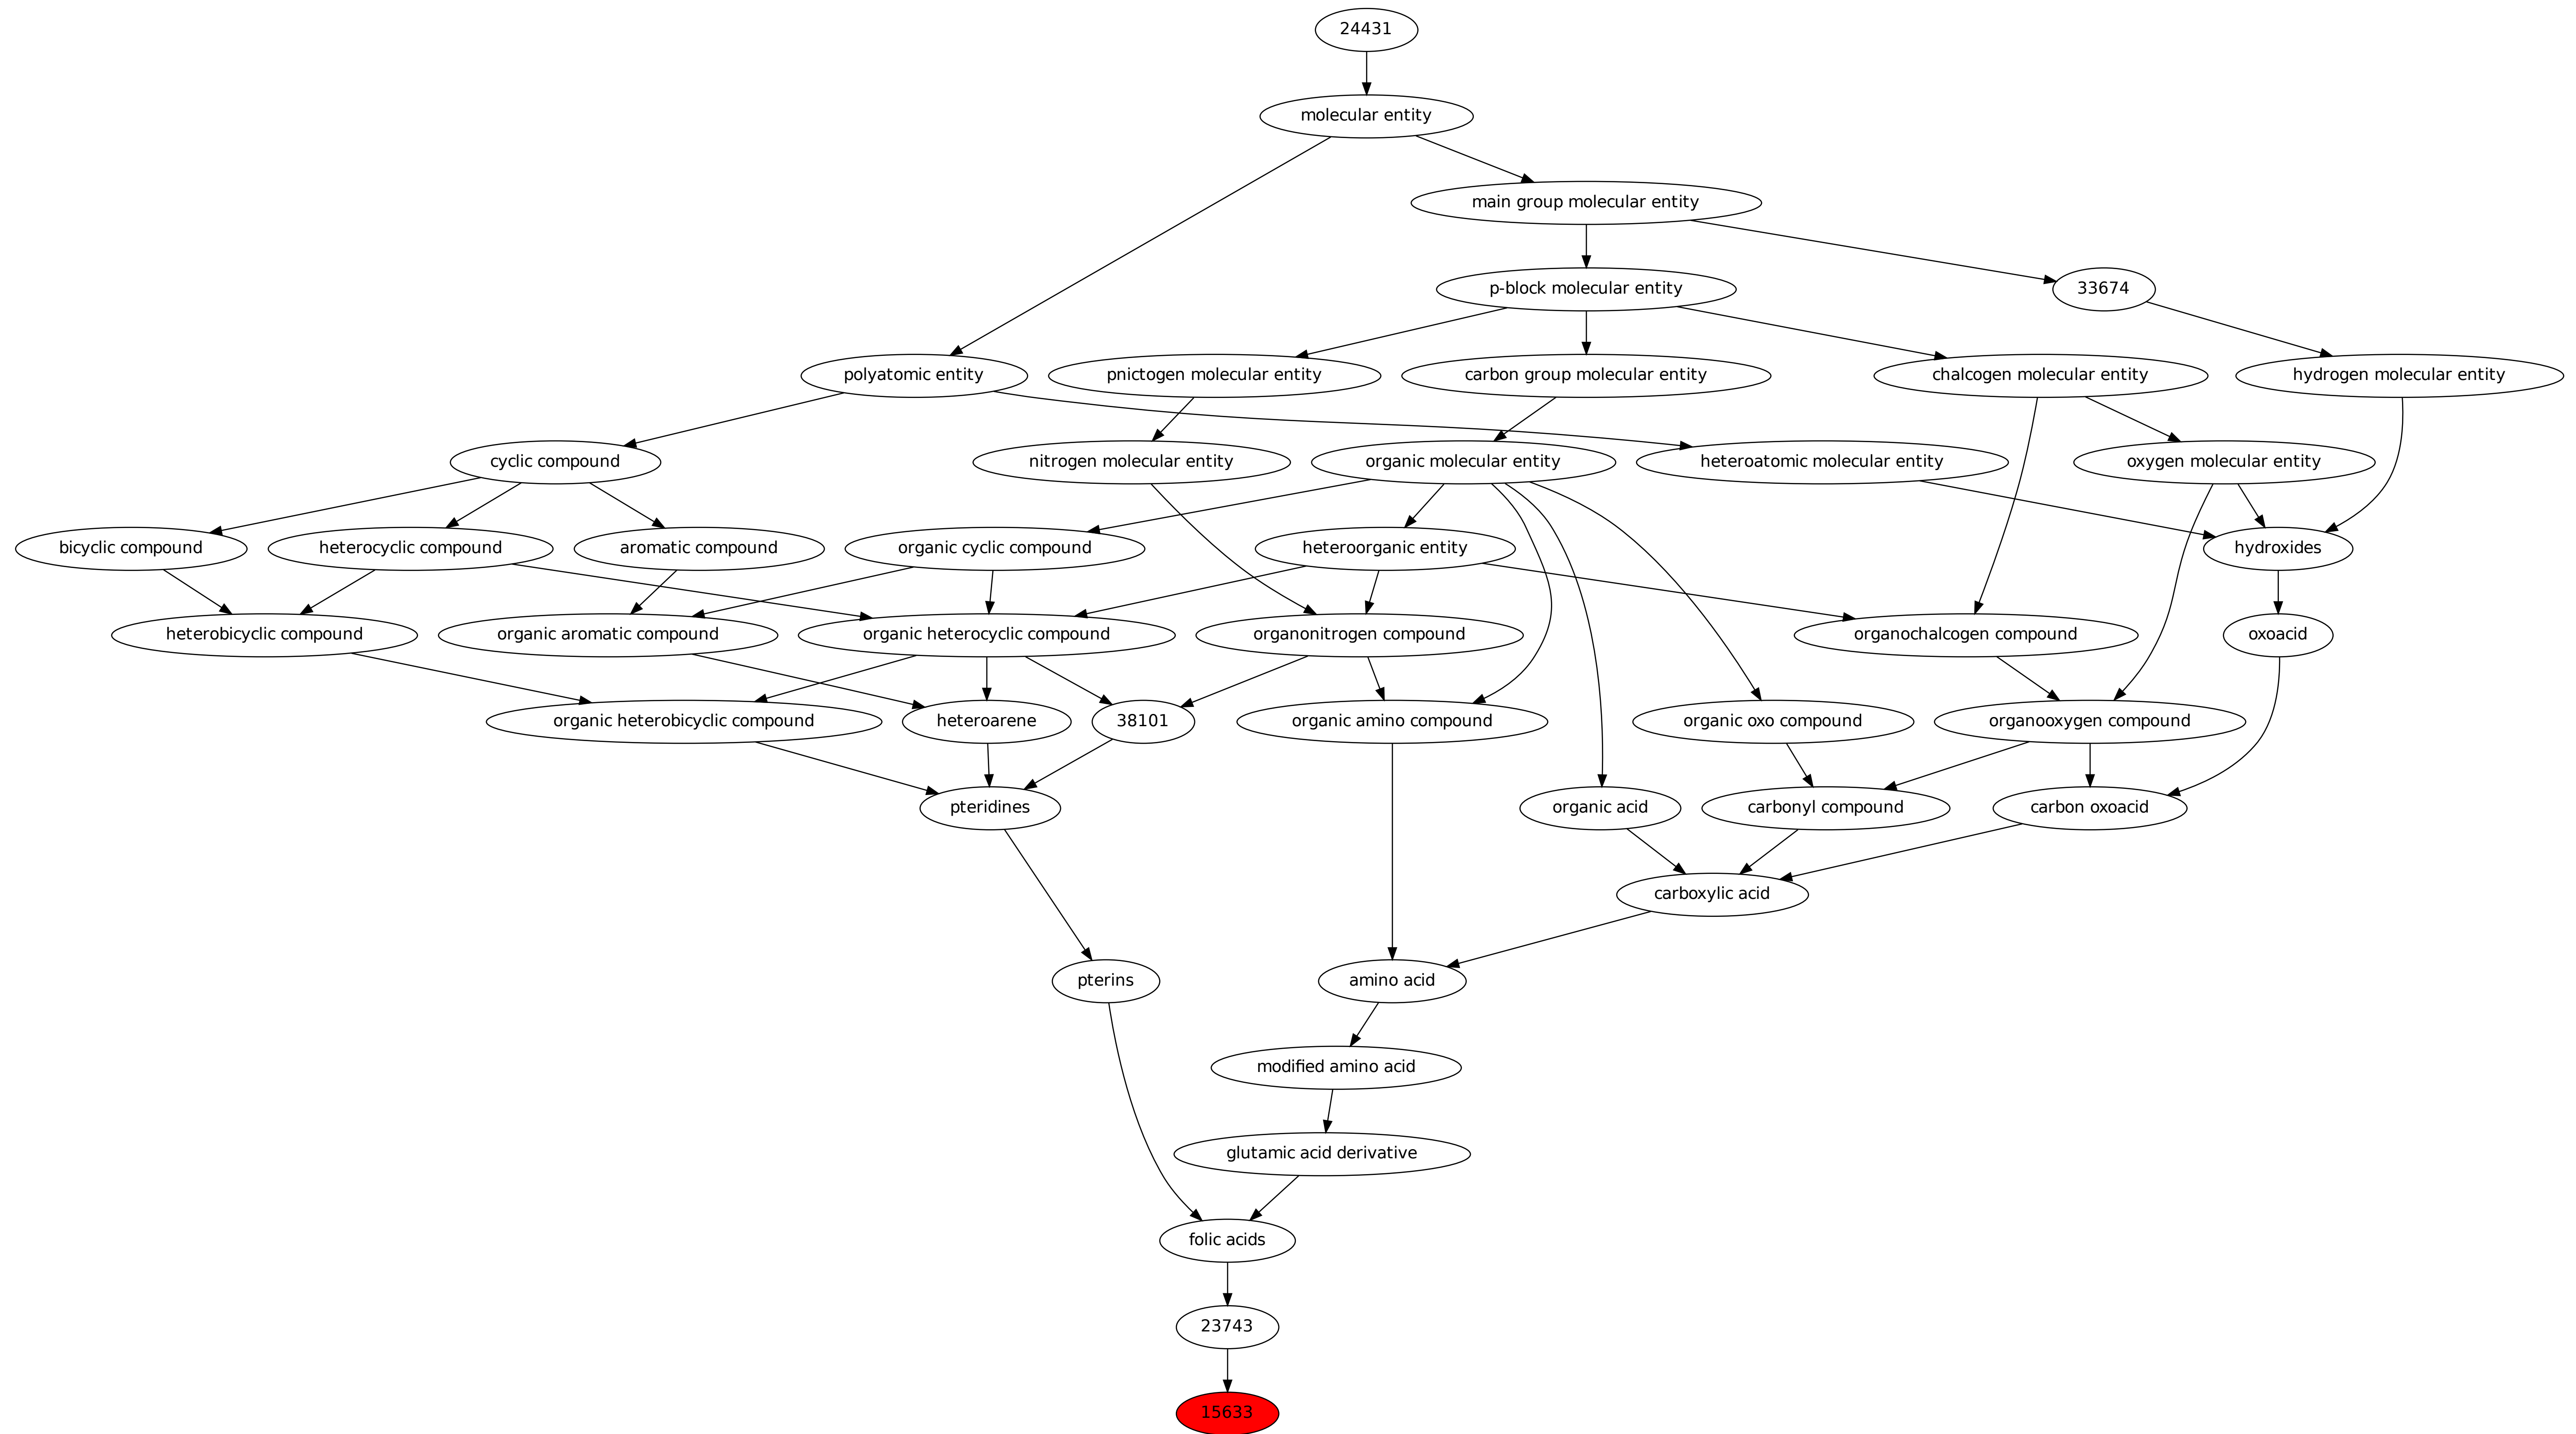 24431
molecular entity
main group molecular entity
p-block molecular entity
33674
polyatomic entity
pnictogen molecular entity
carbon group molecular entity
chalcogen molecular entity
hydrogen molecular entity
cyclic compound
nitrogen molecular entity
organic molecular entity
heteroatomic molecular entity
oxygen molecular entity
bicyclic compound
heterocyclic compound
aromatic compound
organic cyclic compound
heteroorganic entity
hydroxides
heterobicyclic compound
organic aromatic compound
organic heterocyclic compound
organonitrogen compound
organochalcogen compound
oxoacid
organic heterobicyclic compound
heteroarene
38101
organic amino compound
organic oxo compound
organooxygen compound
pteridines
organic acid
carbonyl compound
carbon oxoacid
carboxylic acid
pterins
amino acid
modified amino acid
glutamic acid derivative
folic acids
23743
15633